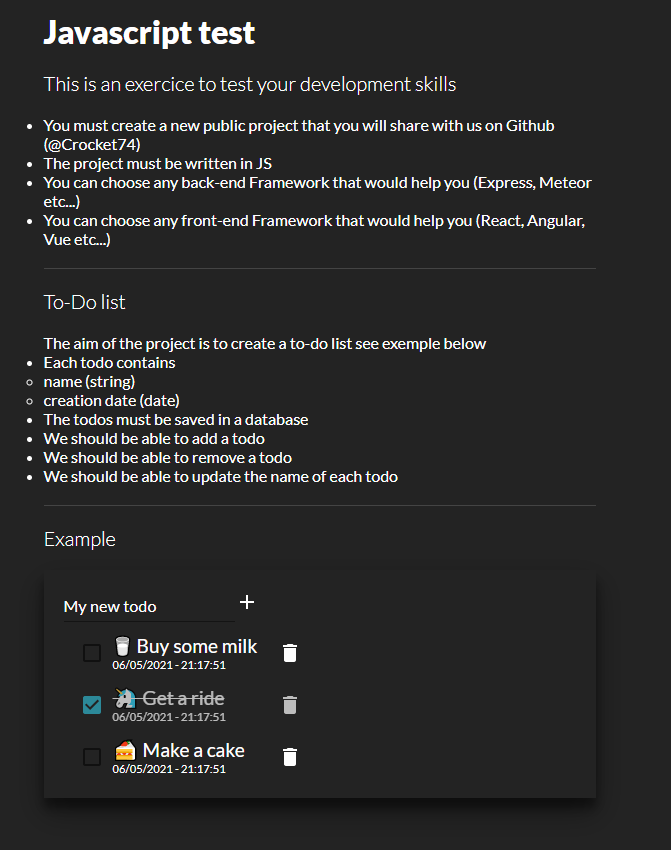 Javascript test
This is an exercice to test your development skills
You must create a new public project that you will share with us on Github
(@Crocket74)
The project must be written in JS
You can choose any back-end Framework that would help you (Express, Meteor
etc...)
You can choose any front-end Framework that would help you (React, Angular,
Vue etc...)
To-Do list
The aim of the project is to create a to-do list see exemple below
Each todo contains
name (string)
creation date (date)
The todos must be saved in a database
We should be able to add a todo
We should be able to remove a todo
We should be able to update the name of each todo
Example
My new todo
Buy some milk
06/05/2021 - 21:17:51
Get a ride
06/05/2021 - 21:17:51
Make a cake
06/05/2021 - 21:17:51